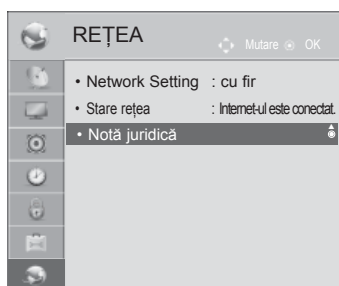 REȚEA
Mutare OK
• Network Setting : cu fir
• Stare rețea : Internet-ul este conectat.
• Notă juridică